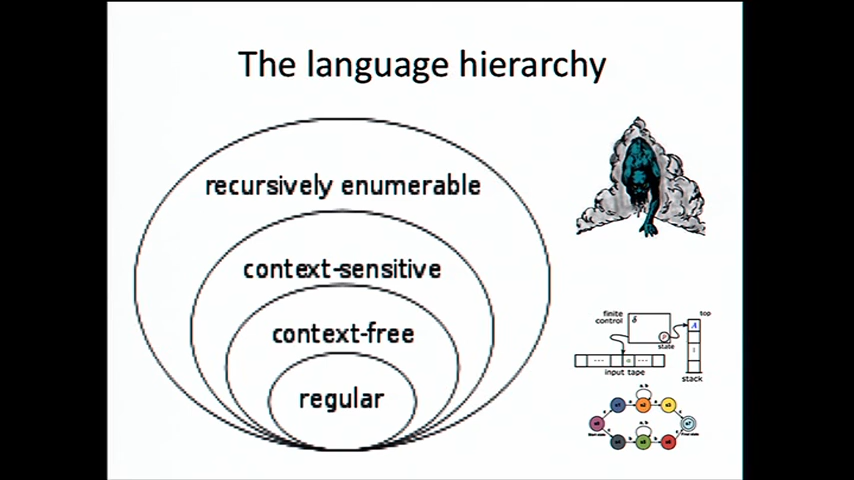 The language hierarchy
recursively enumerable
context-sensitive
context-free
regular
finite
control
δ
top
A
p
state
input tape
stack
a, b
a, b